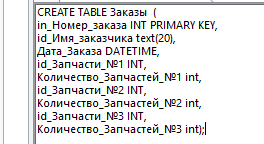 CREATE TABLE Заказы  (
in_Номер_заказа INT PRIMARY KEY,
id_Имя_заказчика text(20),
Дата_Заказа DATETIME,
id_Запчасти_№1 INT,
Количество_Запчастей_№1 int,
id_Запчасти_№2 INT,
Количество_Запчастей_№2 int,
id_Запчасти_№3 INT,
Количество_Запчастей_№3 int);